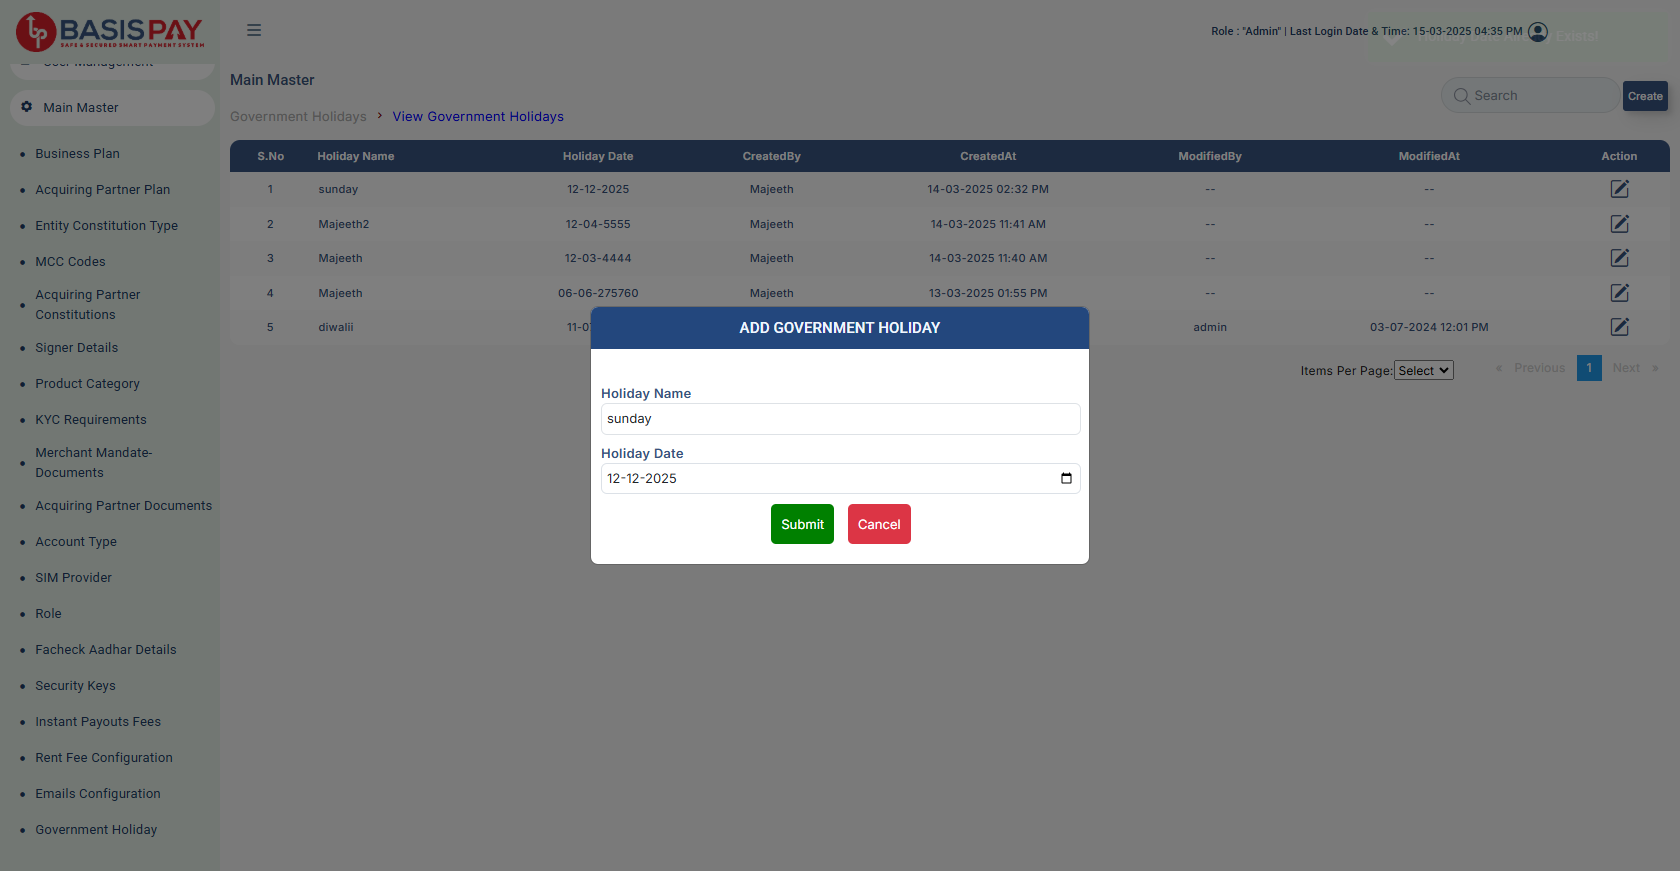 BASISPAY
SAFE & SECURED SMART PAYMENT SYSTEM
User Management
Main Master
Business Plan
Acquiring Partner Plan
Entity Constitution Type
MCC Codes
Acquiring Partner
Constitutions
Signer Details
Product Category
KYC Requirements
Merchant Mandate-
Documents
Acquiring Partner Documents
Account Type
SIM Provider
Role
Facheck Aadhar Details
Security Keys
Instant Payouts Fees
Rent Fee Configuration
Emails Configuration
Government Holiday
Role : "Admin" | Last Login Date & Time: 15-03-2025 04:35 PM
Exists!
Main Master
Search
Create
Government Holidays > View Government Holidays
S.No Holiday Name Holiday Date CreatedBy CreatedAt ModifiedBy ModifiedAt Action
1 sunday 12-12-2025 Majeeth 14-03-2025 02:32 PM -- --
2 Majeeth2 12-04-5555 Majeeth 14-03-2025 11:41 AM -- --
3 Majeeth 12-03-4444 Majeeth 14-03-2025 11:40 AM -- --
4 Majeeth 06-06-275760 Majeeth 13-03-2025 01:55 PM -- --
5 diwalii 11-0 admin 03-07-2024 12:01 PM
Items Per Page: Select « Previous 1 Next »
ADD GOVERNMENT HOLIDAY
Holiday Name
sunday
Holiday Date
12-12-2025
Submit Cancel